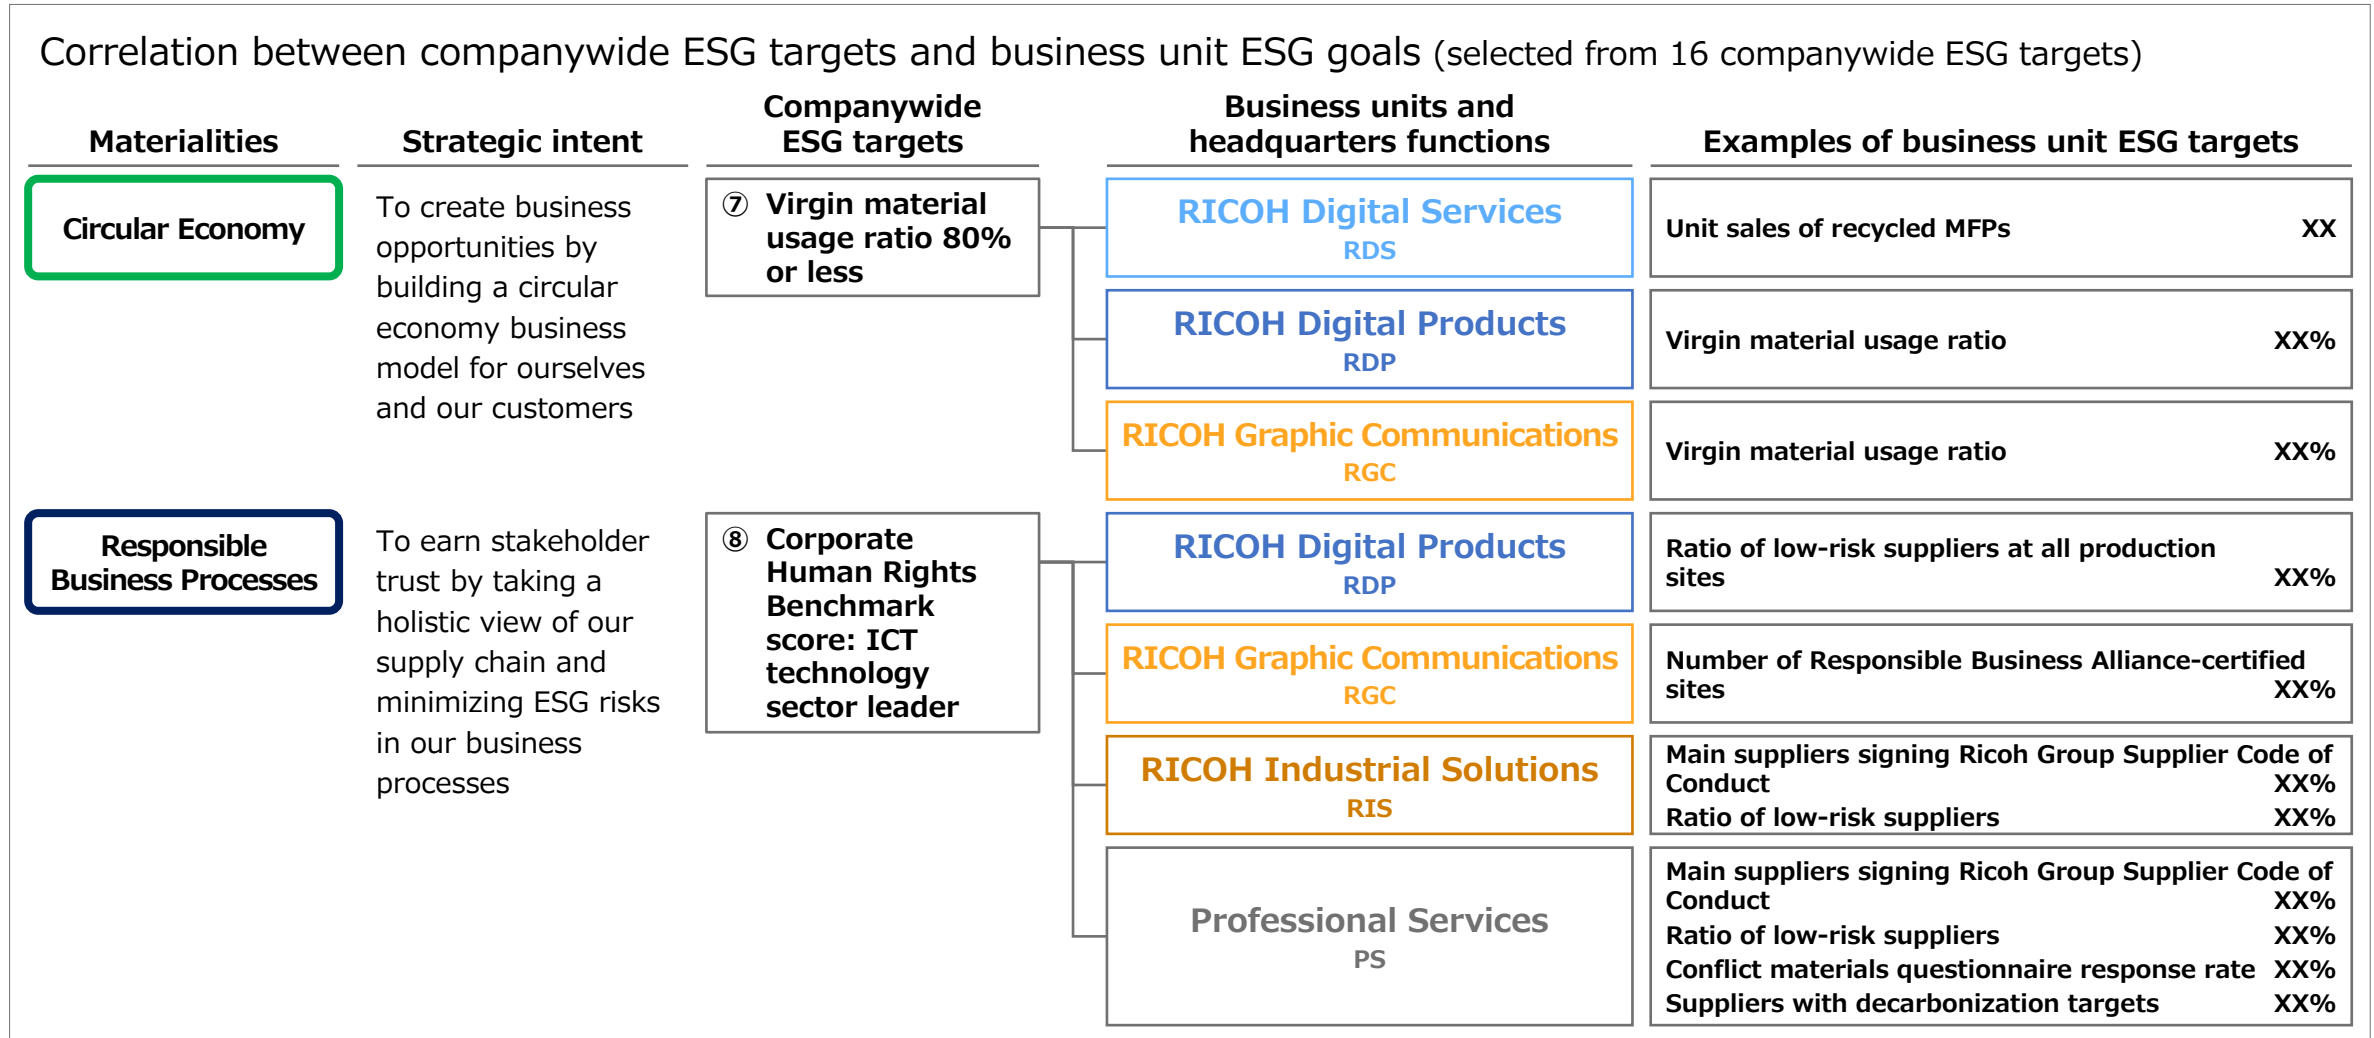 Correlation between companywide ESG targets and business unit ESG goals (selected from 16 companywide ESG targets)
Materialities
Strategic intent
Companywide
ESG targets
Business units and
headquarters functions
Examples of business unit ESG targets
Circular Economy
To create business
opportunities by
building a circular
economy business
model for ourselves
and our customers
⑦ Virgin material
usage ratio 80%
or less
RICOH Digital Services
RDS
Unit sales of recycled MFPs XX
RICOH Digital Products
RDP
Virgin material usage ratio XX%
RICOH Graphic Communications
RGC
Virgin material usage ratio XX%
Responsible
Business Processes
To earn stakeholder
trust by taking a
holistic view of our
supply chain and
minimizing ESG risks
in our business
processes
⑧ Corporate
Human Rights
Benchmark
score: ICT
technology
sector leader
RICOH Digital Products
RDP
Ratio of low-risk suppliers at all production
sites XX%
RICOH Graphic Communications
RGC
Number of Responsible Business Alliance-certified
sites XX%
RICOH Industrial Solutions
RIS
Main suppliers signing Ricoh Group Supplier Code of
Conduct XX%
Ratio of low-risk suppliers XX%
Professional Services
PS
Main suppliers signing Ricoh Group Supplier Code of
Conduct XX%
Ratio of low-risk suppliers XX%
Conflict materials questionnaire response rate XX%
Suppliers with decarbonization targets XX%